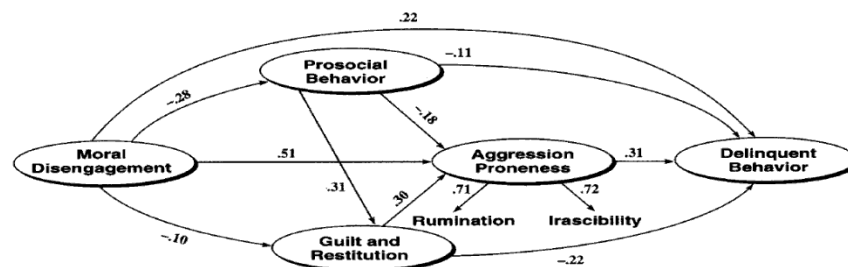 .22
Prosocial
Behavior
-.11
-.28
-.18
Moral
Disengagement
.51
Aggression
Proneness
.31
Delinquent
Behavior
.31
.30
.71
.72
Rumination
Irascibility
-.10
Guilt and
Restitution
-.22